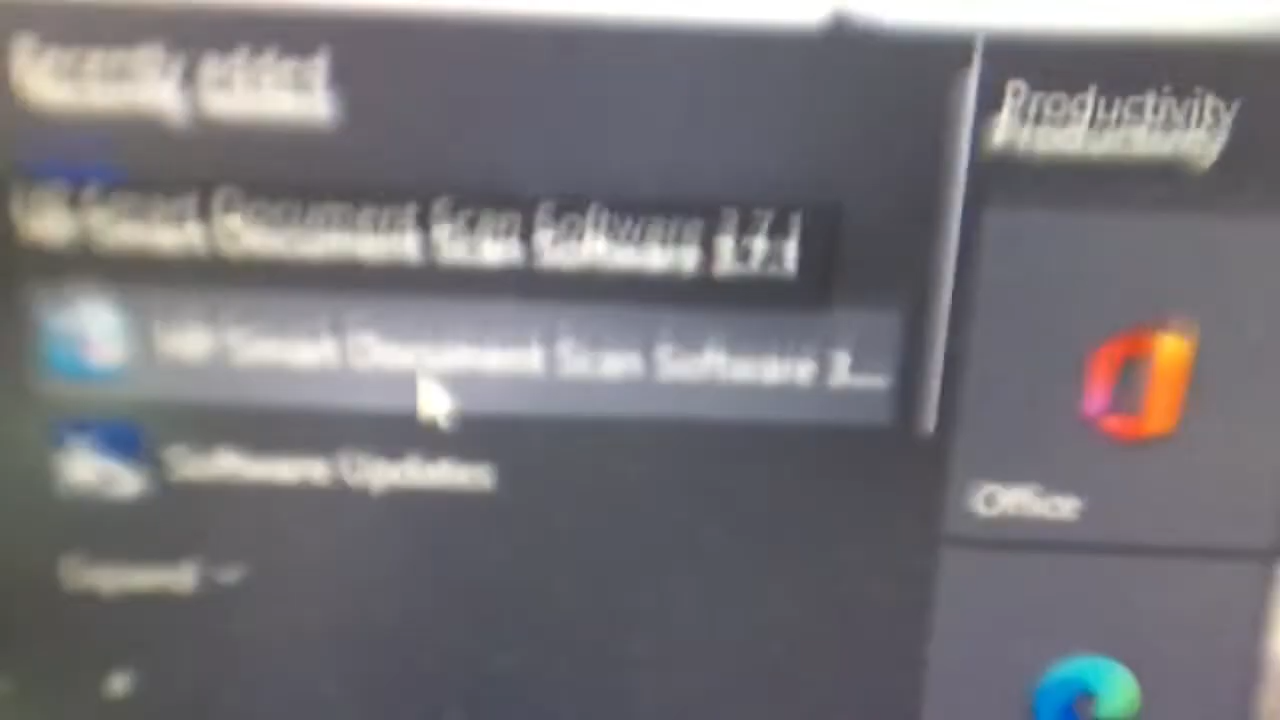 Recently added
HP Smart Document Scan Software 3.7.1
HP Smart Document Scan Software 3...
Software Updates
Expand
#
Productivity
Office